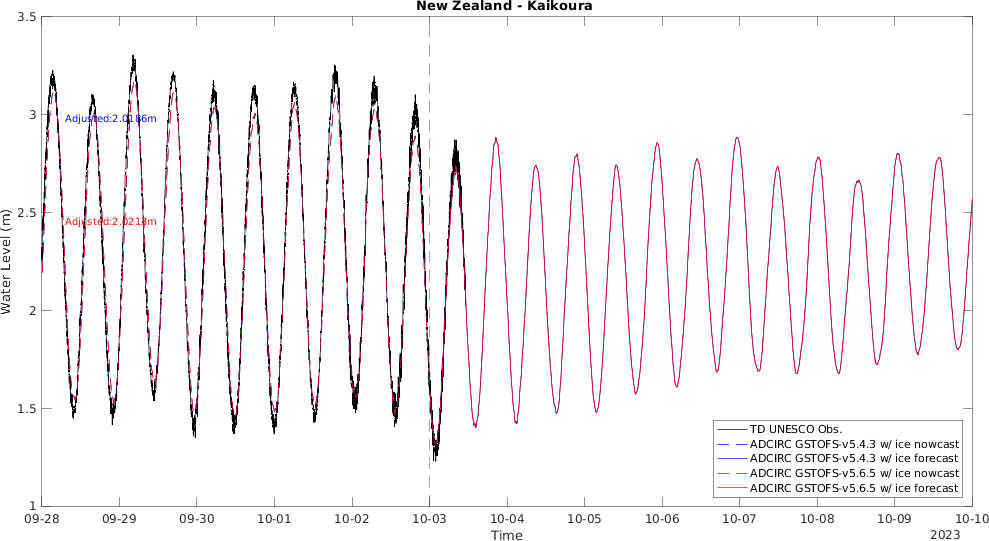 New Zealand - Kaikoura
3.5
3
2.5
2
1.5
1
Water Level (m)
Adjusted:2.0186m
Adjusted:2.0213m
TD UNESCO Obs.
ADCIRC GSTOFS-v5.4.3 w/ ice nowcast
ADCIRC GSTOFS-v5.4.3 w/ ice forecast
ADCIRC GSTOFS-v5.6.5 w/ ice nowcast
ADCIRC GSTOFS-v5.6.5 w/ ice forecast
09-28 09-29 09-30 10-01 10-02 10-03 10-04 10-05 10-06 10-07 10-08 10-09 10-10
Time
2023